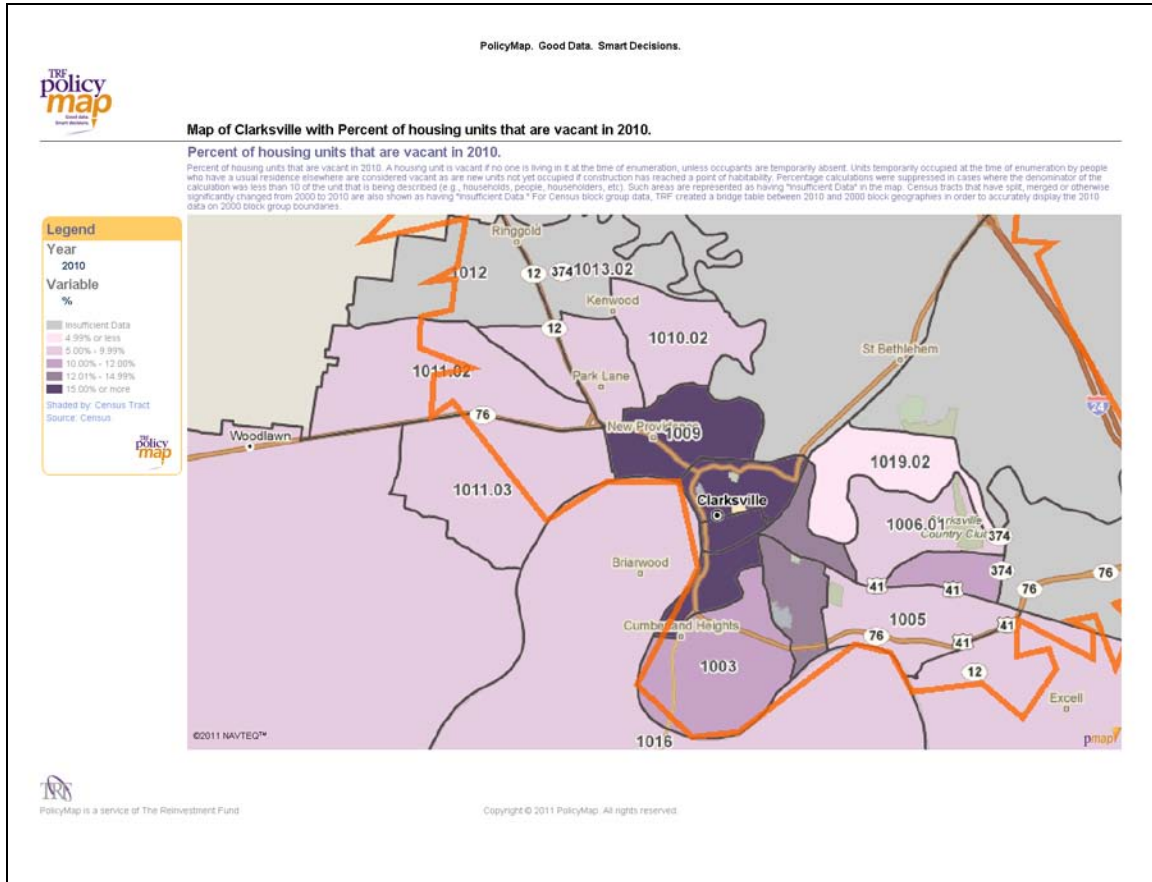 PolicyMap. Good Data. Smart Decisions.
TRF
policy
map
Good data.
Smart decisions.
Map of Clarksville with Percent of housing units that are vacant in 2010.
Percent of housing units that are vacant in 2010.
Percent of housing units that are vacant in 2010. A housing unit is vacant if no one is living in it at the time of enumeration, unless occupants are temporarily absent. Units temporarily occupied at the time of enumeration by people
who have a usual residence elsewhere are considered vacant as are new units not yet occupied if construction has reached a point of habitability. Percentage calculations were suppressed in cases where the denominator of the
calculation was less than 10 of the unit that is being described (e.g., households, people, householders, etc). Such areas are represented as having "Insufficient Data" in the map. Census tracts that have split, merged or otherwise
significantly changed from 2000 to 2010 are also shown as having "Insufficient Data." For Census block group data, TRF created a bridge table between 2010 and 2000 block geographies in order to accurately display the 2010
data on 2000 block group boundaries.
Legend
Year
2010
Variable
%
Insufficient Data
4.99% or less
5.00% - 9.99%
10.00% - 12.00%
12.01% - 14.99%
15.00% or more
Shaded by: Census Tract
Source: Census
TRF
policy
map
Ringgold
1012
12
374
1013.02
Kenwood
12
1010.02
St Bethlehem
1011.02
Park Lane
24
76
Woodlawn
New Providence
1009
1019.02
1011.03
Clarksville
1006.01
Clarksville
Country Club
374
Briarwood
374
76
41
41
76
1005
Cumberland Heights
41
76
41
1003
12
Excell
1016
©2011 NAVTEQ™
pmap
TRF
PolicyMap is a service of The Reinvestment Fund
Copyright © 2011 PolicyMap. All rights reserved.